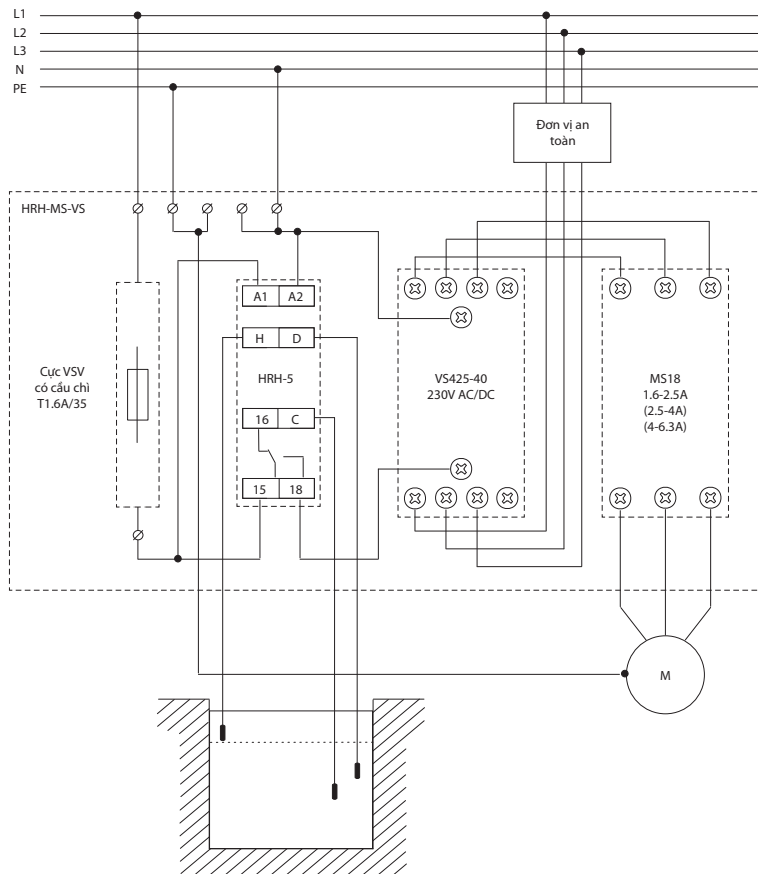 L1
L2
L3
N
PE
Đơn vị an
toàn
HRH-MS-VS
A1 A2
H D
HRH-5
16 C
15 18
Cực VSV
có cầu chì
T1.6A/35
VS425-40
230V AC/DC
MS18
1.6-2.5A
(2.5-4A)
(4-6.3A)
M